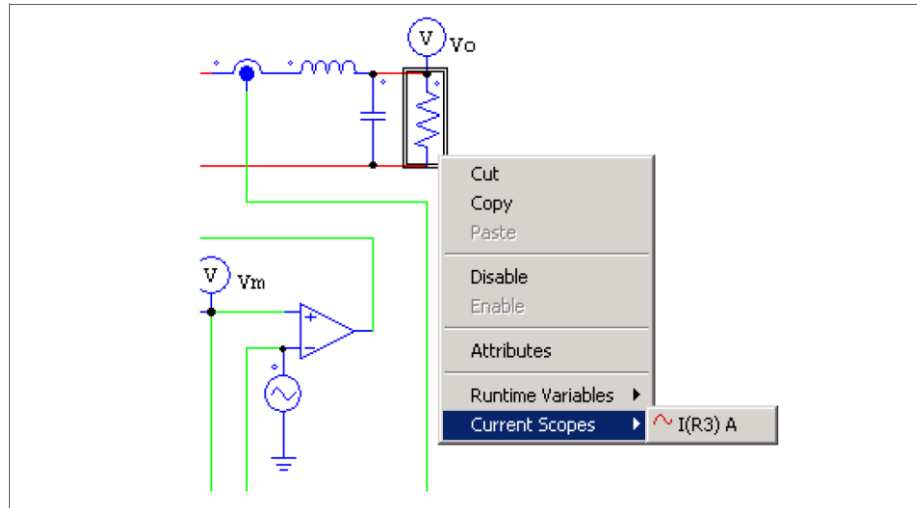 V Vo
Cut
Copy
Paste
Disable
Enable
V Vm
Attributes
Runtime Variables
Current Scopes I(R3) A